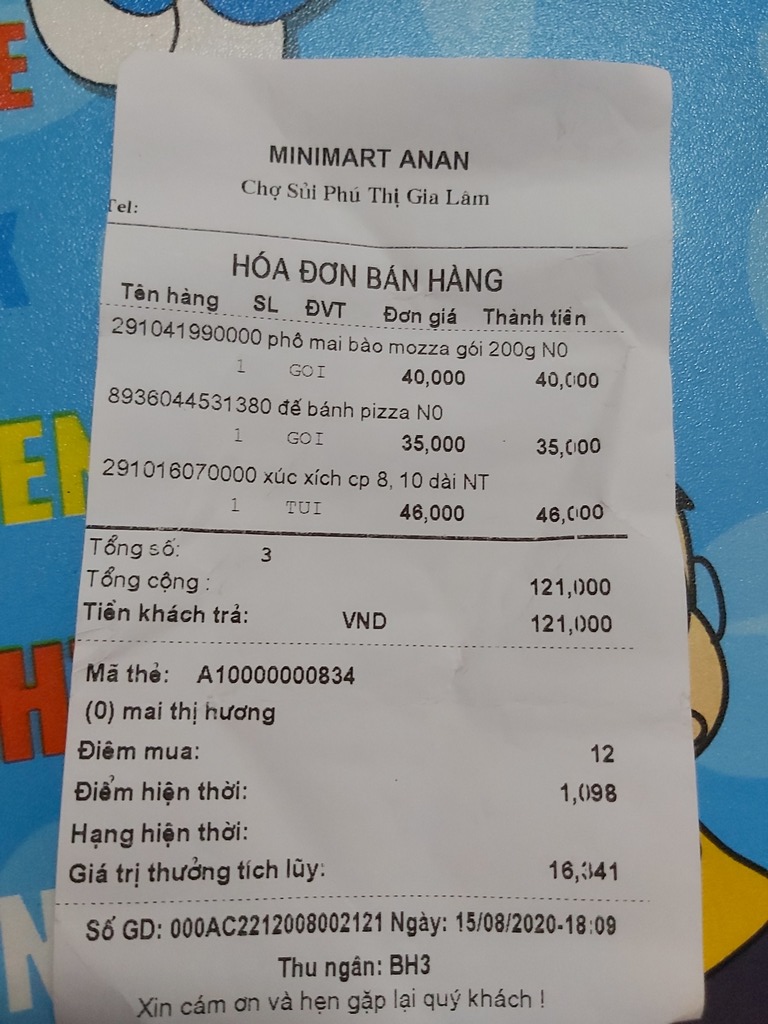 MINIMART ANAN
Chợ Sủi Phú Thị Gia Lâm
Tel:
HÓA ĐƠN BÁN HÀNG
Tên hàng SL ĐVT Đơn giá Thành tiền
291041990000 phô mai bào mozza gói 200g N0
1 GOI 40,000 40,000
8936044531380 đế bánh pizza N0
1 GOI 35,000 35,000
291016070000 xúc xích cp 8, 10 dài NT
1 TUI 46,000 46,000
Tổng số: 3
Tổng cộng : 121,000
Tiền khách trả: VND 121,000
Mã thẻ: A10000000834
(0) mai thị hương
Điêm mua: 12
Điểm hiện thời: 1,098
Hạng hiện thời:
Giá trị thưởng tích lũy: 16,341
Số GD: 000AC2212008002121 Ngày: 15/08/2020-18:09
Thu ngân: BH3
Xin cám ơn và hẹn gặp lại quý khách !